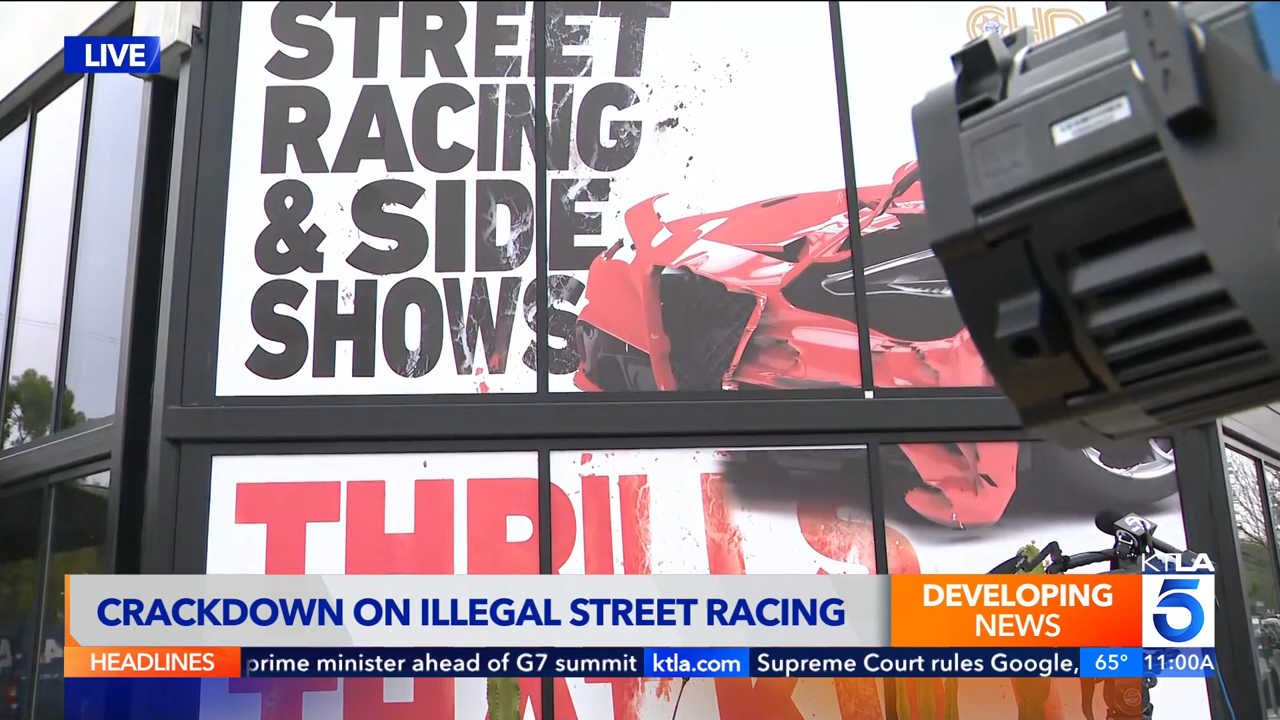 LIVE
STREET
RACING
& SIDE
SHOWS
THRILLS
CRACKDOWN ON ILLEGAL STREET RACING
DEVELOPING
NEWS
KTLA
5
HEADLINES
prime minister ahead of G7 summit
ktla.com
Supreme Court rules Google,
65°
11:00A